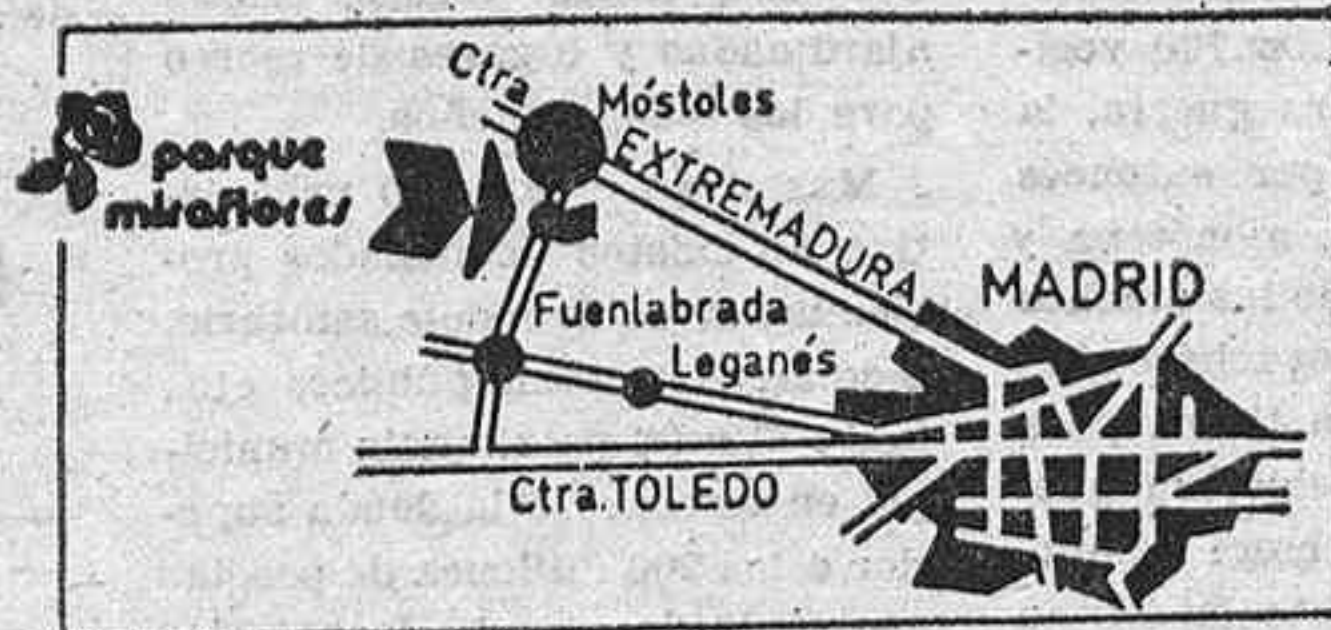 parque
miraflores
Ctra
Móstoles
EXTREMADURA
MADRID
Fuenlabrada
Leganés
Ctra. TOLEDO